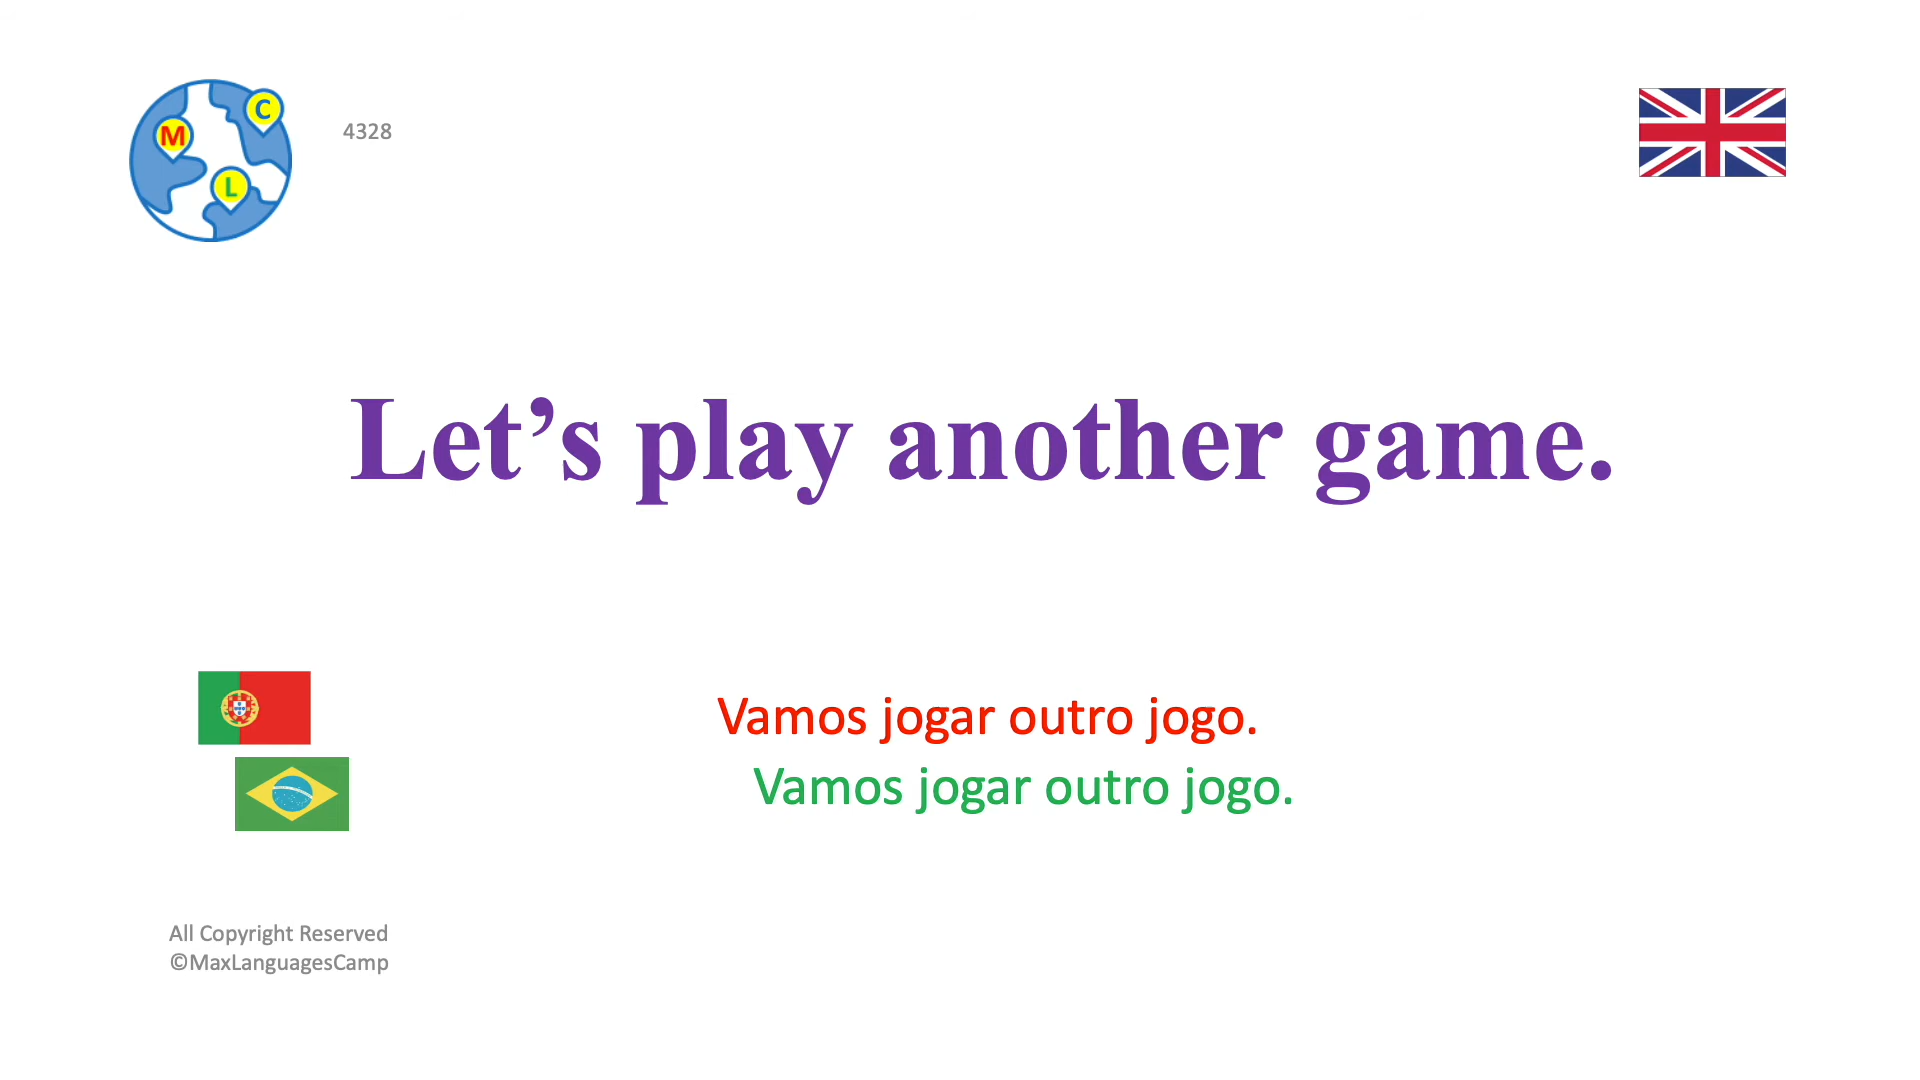 C
M
L
4328
Let’s play another game.
Vamos jogar outro jogo.
Vamos jogar outro jogo.
All Copyright Reserved
©MaxLanguagesCamp